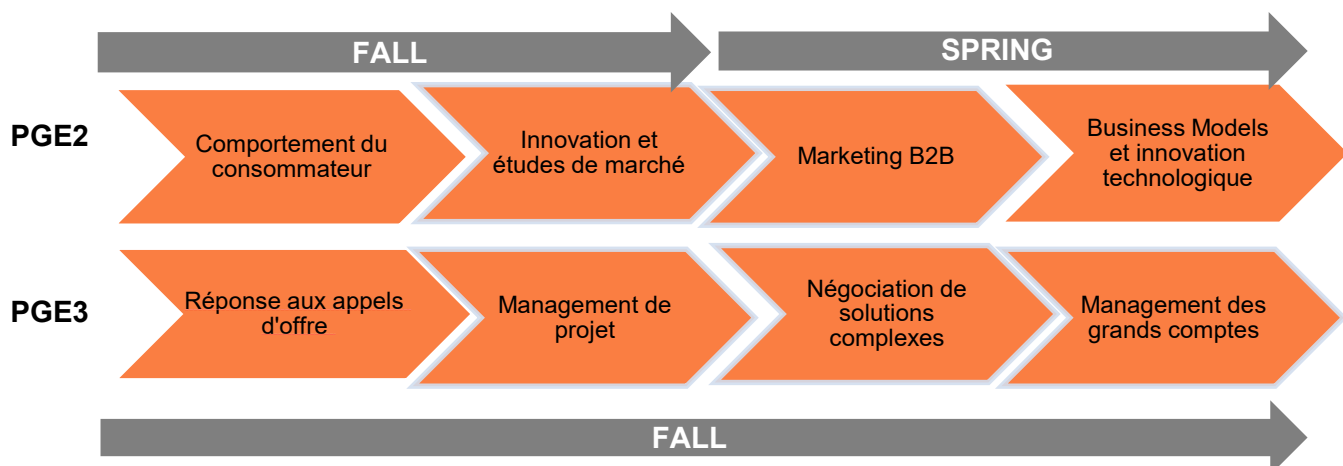 FALL
SPRING
PGE2
Comportement du
consommateur
Innovation et
études de marché
Marketing B2B
Business Models
et innovation
technologique
PGE3
Réponse aux appels
d'offre
Management de
projet
Négociation de
solutions
complexes
Management des
grands comptes
FALL